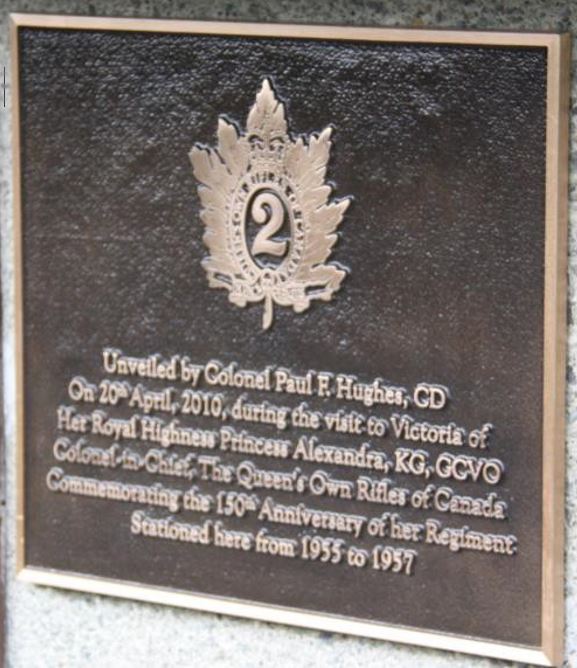 2
Unveiled by Colonel Paul F. Hughes, CD
On 20th April, 2010, during the visit to Victoria of
Her Royal Highness Princess Alexandra, KG, GCVO
Colonel-in-Chief, The Queen's Own Rifles of Canada
Commemorating the 150th Anniversary of her Regiment
Stationed here from 1955 to 1957